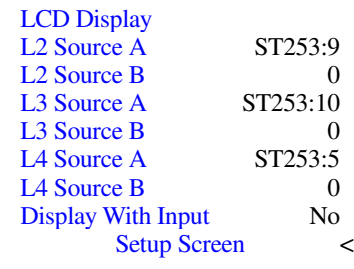 LCD Display
L2 Source A ST253:9
L2 Source B 0
L3 Source A ST253:10
L3 Source B 0
L4 Source A ST253:5
L4 Source B 0
Display With Input No
Setup Screen <